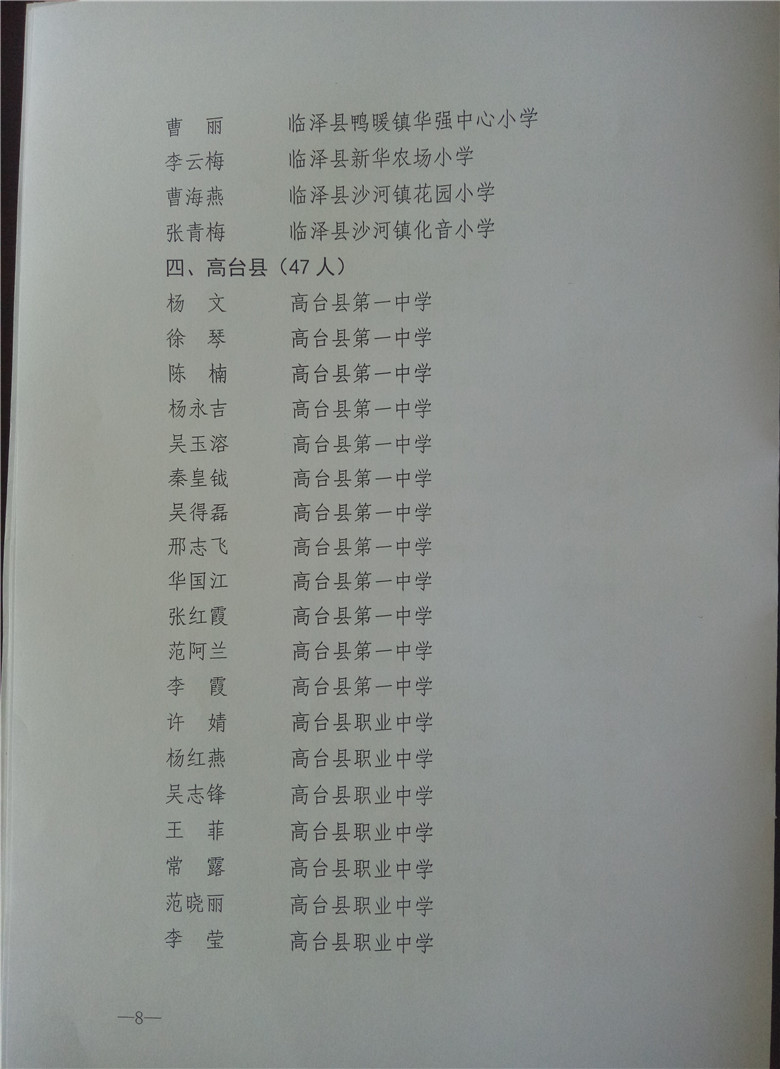 曹　丽　　临泽县鸭暖镇华强中心小学
李云梅　　临泽县新华农场小学
曹海燕　　临泽县沙河镇花园小学
张青梅　　临泽县沙河镇化音小学
四、高台县（47人）
杨　文　　高台县第一中学
徐　琴　　高台县第一中学
陈　楠　　高台县第一中学
杨永吉　　高台县第一中学
吴玉溶　　高台县第一中学
秦皇钺　　高台县第一中学
吴得磊　　高台县第一中学
邢志飞　　高台县第一中学
华国江　　高台县第一中学
张红霞　　高台县第一中学
范阿兰　　高台县第一中学
李　霞　　高台县第一中学
许　婧　　高台县职业中学
杨红燕　　高台县职业中学
吴志锋　　高台县职业中学
王　菲　　高台县职业中学
常　露　　高台县职业中学
范晓丽　　高台县职业中学
李　莹　　高台县职业中学
—8—